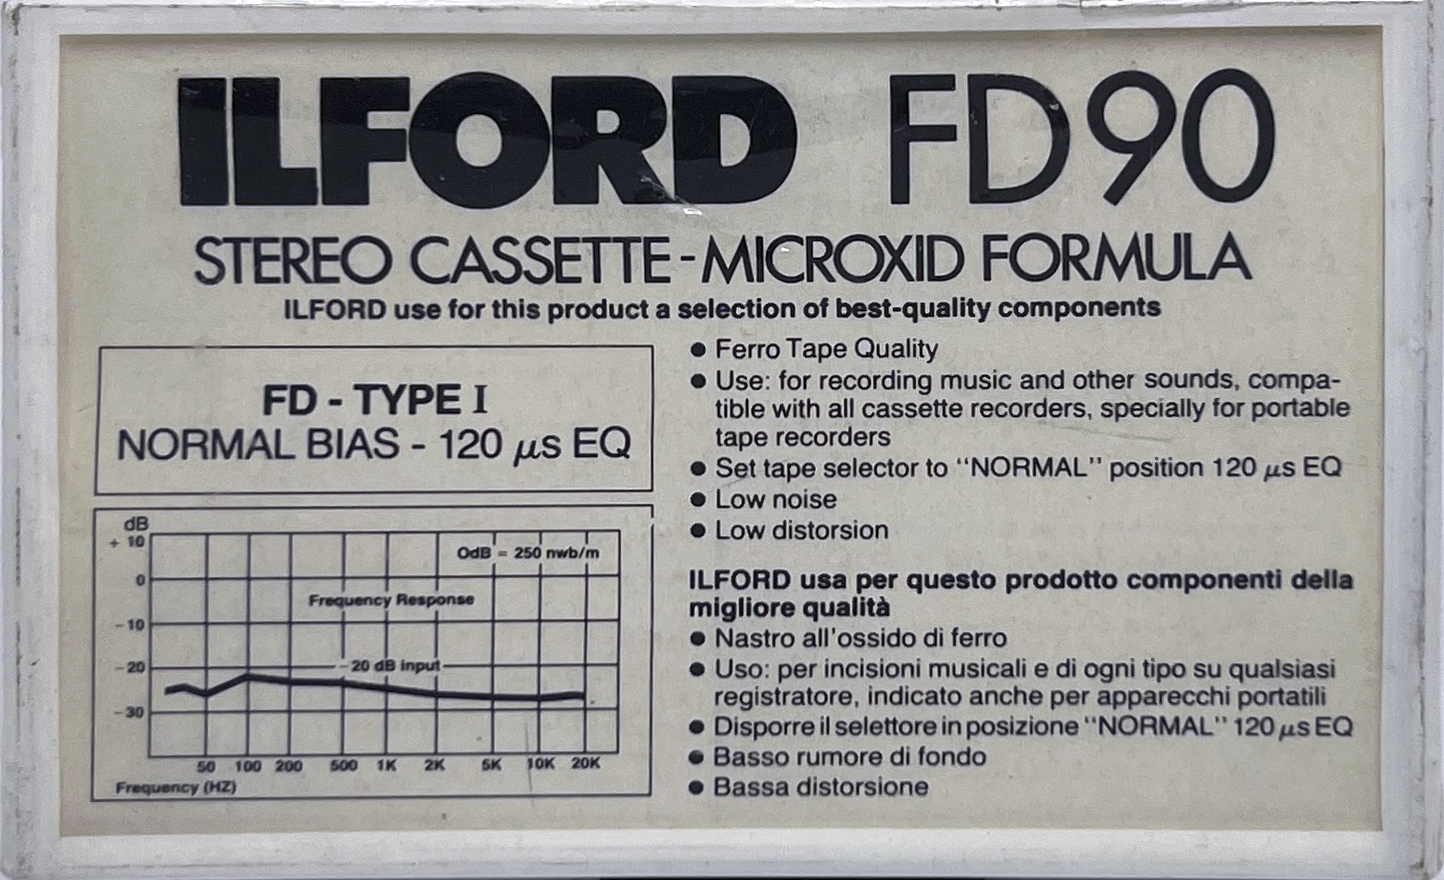 ILFORD FD90
STEREO CASSETTE - MICROXID FORMULA
ILFORD use for this product a selection of best-quality components
FD - TYPE I
NORMAL BIAS - 120 μs EQ
dB
+ 10
0dB = 250 nwb/m
0
Frequency Response
-10
-20
-20 dB input
-30
50 100 200 500 1K 2K 5K 10K 20K
Frequency (HZ)
• Ferro Tape Quality
• Use: for recording music and other sounds, compa-
tible with all cassette recorders, specially for portable
tape recorders
• Set tape selector to "NORMAL" position 120 μs EQ
• Low noise
• Low distorsion
ILFORD usa per questo prodotto componenti della
migliore qualità
• Nastro all'ossido di ferro
• Uso: per incisioni musicali e di ogni tipo su qualsiasi
registratore, indicato anche per apparecchi portatili
• Disporre il selettore in posizione "NORMAL" 120 μs EQ
• Basso rumore di fondo
• Bassa distorsione